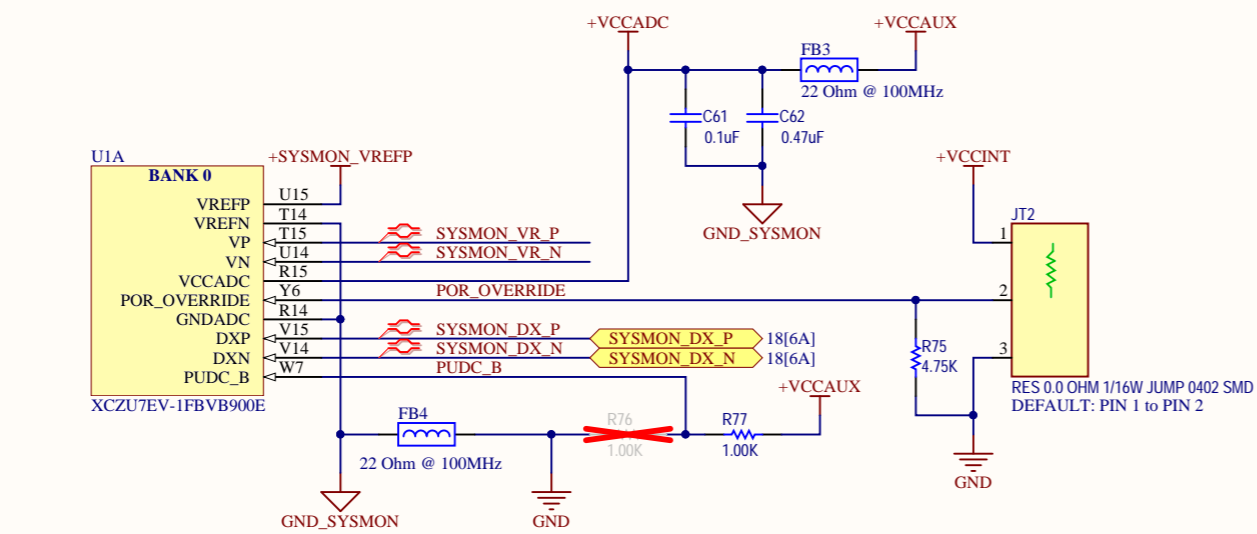 +VCCADC
+VCCAUX
FB3
22 Ohm @ 100MHz
C61
0.1uF
C62
0.47uF
GND_SYSMON
U1A
BANK 0
+SYSMON_VREFP
VREFP U15
VREFN T14
VP T15 SYSMON_VR_P
VN U14 SYSMON_VR_N
VCCADC R15
POR_OVERRIDE Y6 POR_OVERRIDE
GNDADC R14
DXP V15 SYSMON_DX_P SYSMON_DX_P 18[6A]
DXN V14 SYSMON_DX_N SYSMON_DX_N 18[6A]
PUDC_B W7 PUDC_B
XCZU7EV-1FBVB900E
+VCCINT
JT2
1
2
3
R75
4.75K
RES 0.0 OHM 1/16W JUMP 0402 SMD
DEFAULT: PIN 1 to PIN 2
GND
+VCCAUX
FB4
22 Ohm @ 100MHz
R76
1.00K
R77
1.00K
GND_SYSMON
GND